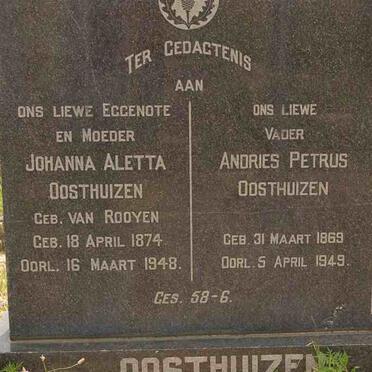 TER GEDAGTENIS
AAN
ONS LIEWE EGGENOTE
EN MOEDER
JOHANNA ALETTA
OOSTHUIZEN
GEB. VAN ROOYEN
GEB. 18 APRIL 1874
OORL. 16 MAART 1948.
ONS LIEWE
VADER
ANDRIES PETRUS
OOSTHUIZEN
GEB. 31 MAART 1869
OORL. 5 APRIL 1949.
GES. 58-6.
OOSTHUIZEN